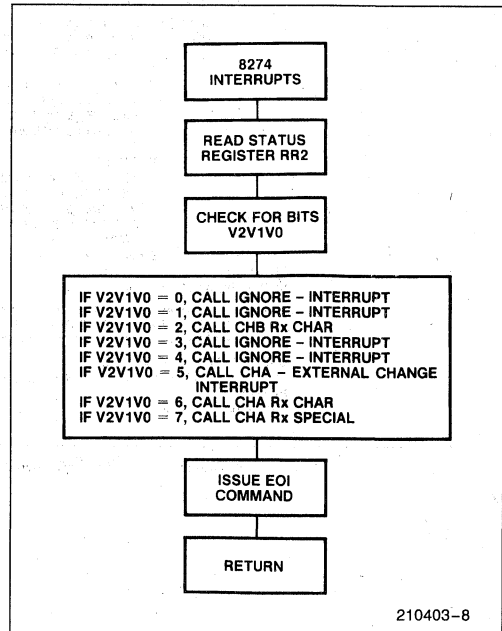 8274
INTERRUPTS
READ STATUS
REGISTER RR2
CHECK FOR BITS
V2V1V0
IF V2V1V0 = 0, CALL IGNORE – INTERRUPT
IF V2V1V0 = 1, CALL IGNORE – INTERRUPT
IF V2V1V0 = 2, CALL CHB Rx CHAR
IF V2V1V0 = 3, CALL IGNORE – INTERRUPT
IF V2V1V0 = 4, CALL IGNORE – INTERRUPT
IF V2V1V0 = 5, CALL CHA – EXTERNAL CHANGE
INTERRUPT
IF V2V1V0 = 6, CALL CHA Rx CHAR
IF V2V1V0 = 7, CALL CHA Rx SPECIAL
ISSUE EOI
COMMAND
RETURN
210403–8